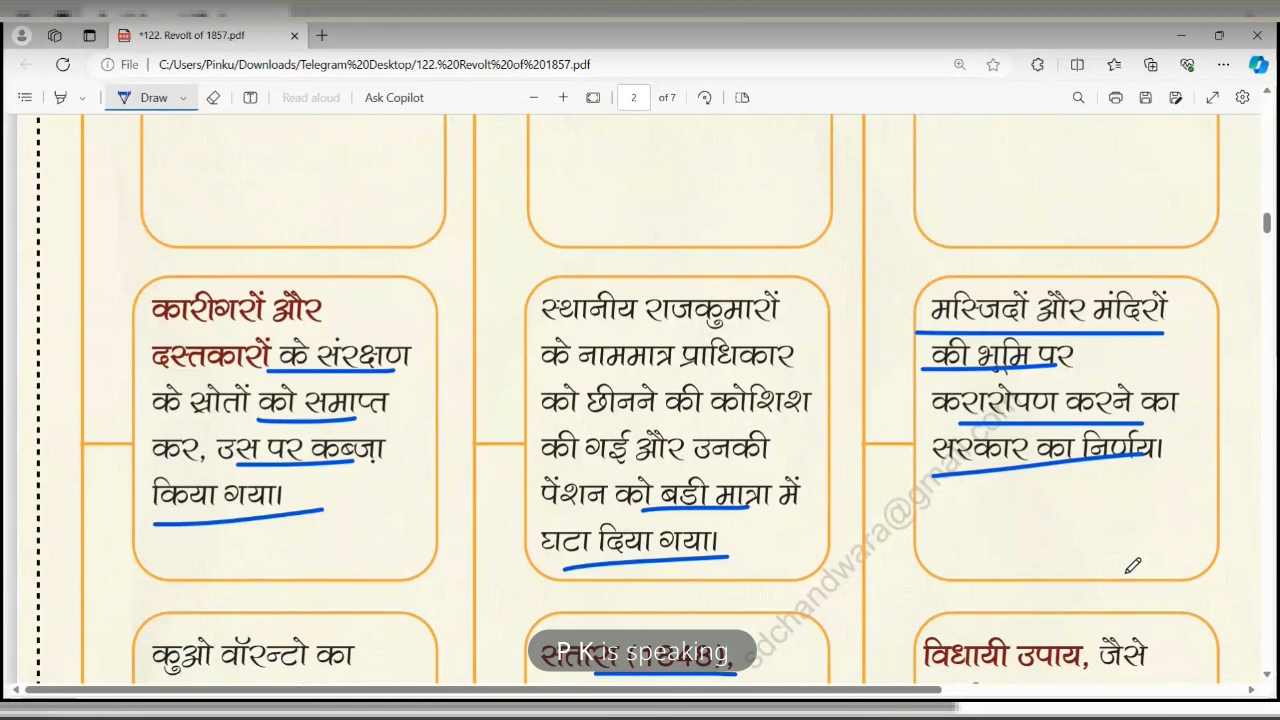 *122. Revolt of 1857.pdf
File
C:/Users/Pinku/Downloads/Telegram%20Desktop/122.%20Revolt%20of%201857.pdf
Draw
Read aloud
Ask Copilot
2
of 7
कारीगरों और
दस्तकारों के संरक्षण
के स्रोतों को समाप्त
कर, उस पर कब्ज़ा
किया गया।
स्थानीय राजकुमारों
के नाममात्र प्राधिकार
को छीनने की कोशिश
की गई और उनकी
पेंशन को बडी मात्रा में
घटा दिया गया।
मस्जिदों और मंदिरों
की भूमि पर
करारोपण करने का
सरकार का निर्णय।
कुओ वॉरन्टो का
P K is speaking
विधायी उपाय, जैसे